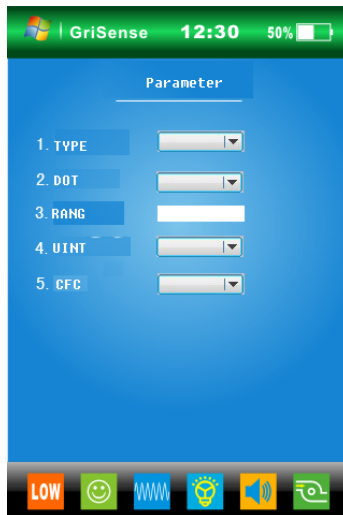 GriSense 12:30 50%
Parameter
1. TYPE
2. DOT
3. RANG
4. UINT
5. CFC
LOW